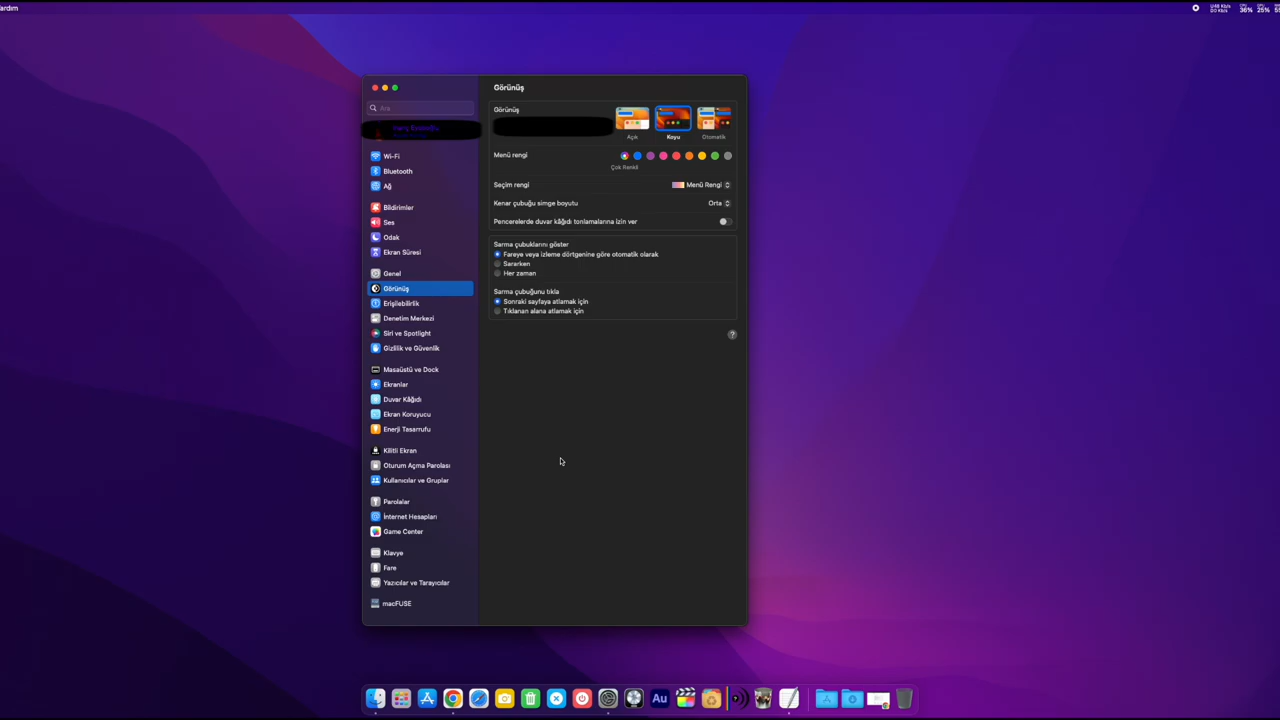 ardım
36% 25%
Görünüş
Ara
Görünüş
Açık Koyu Otomatik
Wi-Fi
Menü rengi
Çok Renkli
Bluetooth
Ağ
Seçim rengi Menü Rengi
Kenar çubuğu simge boyutu Orta
Bildirimler
Ses
Pencerelerde duvar kâğıdı tonlamalarına izin ver
Odak
Ekran Süresi
Sarma çubuklarını göster
Fareye veya izleme dörtgenine göre otomatik olarak
Sararken
Her zaman
Genel
Görünüş
Sarma çubuğunu tıkla
Sonraki sayfaya atlamak için
Tıklanan alana atlamak için
Erişilebilirlik
Denetim Merkezi
Siri ve Spotlight
?
Gizlilik ve Güvenlik
Masaüstü ve Dock
Ekranlar
Duvar Kâğıdı
Ekran Koruyucu
Enerji Tasarrufu
Kilitli Ekran
Oturum Açma Parolası
Kullanıcılar ve Gruplar
Parolalar
İnternet Hesapları
Game Center
Klavye
Fare
Yazıcılar ve Tarayıcılar
macFUSE
Au